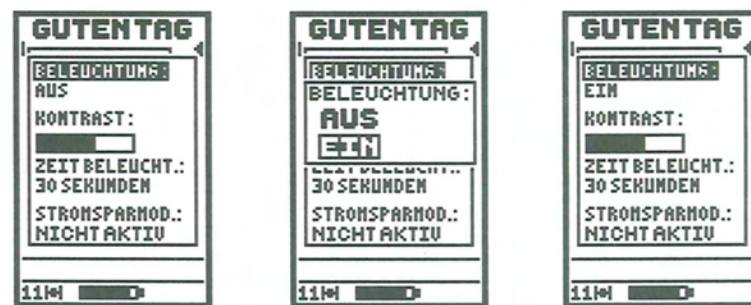 GUTEN TAG
BELEUCHTUNG:
AUS
KONTRAST:
ZEIT BELEUCHT.:
30 SEKUNDEN
STROMSPARMOD.:
NICHT AKTIV
11
GUTEN TAG
BELEUCHTUNG:
BELEUCHTUNG:
AUS
EIN
ZEIT BELEUCHT.:
30 SEKUNDEN
STROMSPARMOD.:
NICHT AKTIV
11
GUTEN TAG
BELEUCHTUNG:
EIN
KONTRAST:
ZEIT BELEUCHT.:
30 SEKUNDEN
STROMSPARMOD.:
NICHT AKTIV
11